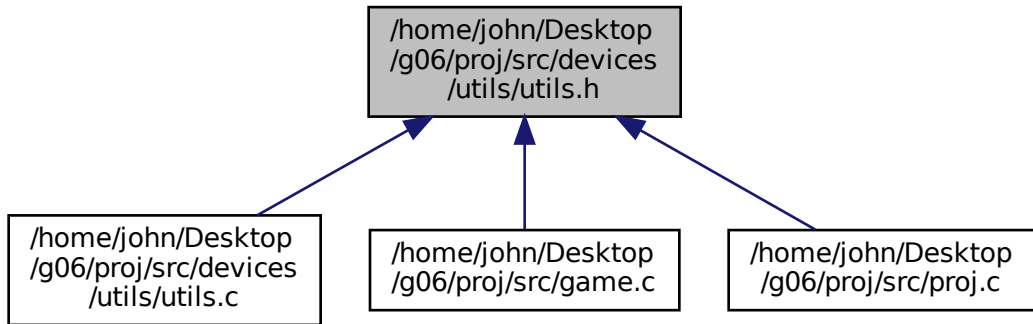 /home/john/Desktop
/g06/proj/src/devices
/utils/utils.h
/home/john/Desktop
/g06/proj/src/devices
/utils/utils.c
/home/john/Desktop
/g06/proj/src/game.c
/home/john/Desktop
/g06/proj/src/proj.c